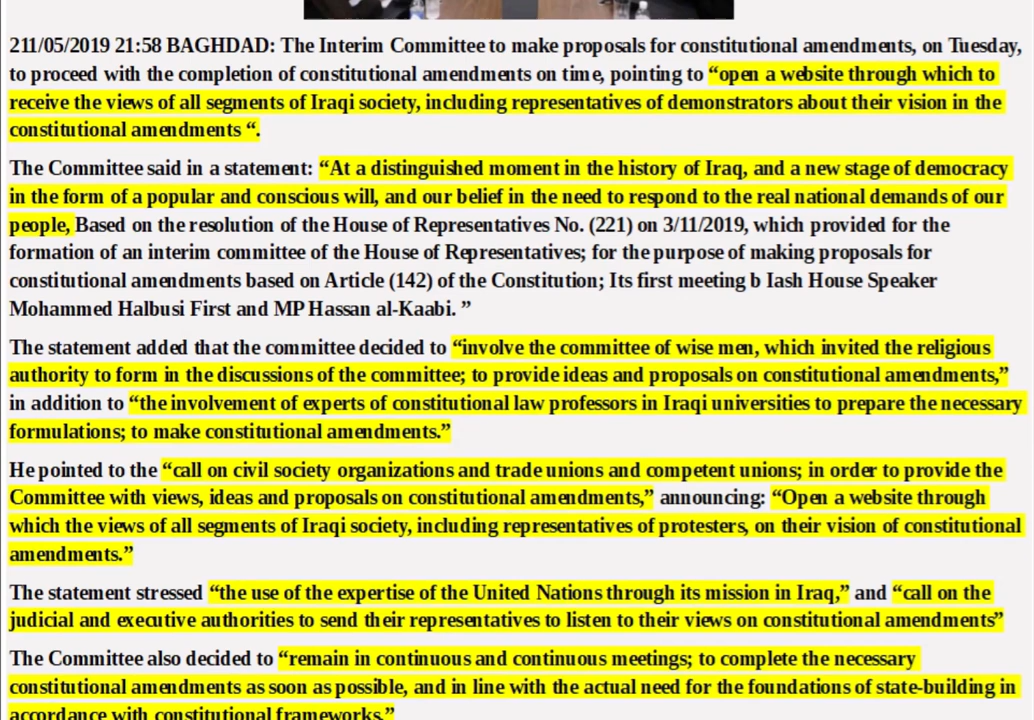 211/05/2019 21:58 BAGHDAD: The Interim Committee to make proposals for constitutional amendments, on Tuesday,
to proceed with the completion of constitutional amendments on time, pointing to “open a website through which to
receive the views of all segments of Iraqi society, including representatives of demonstrators about their vision in the
constitutional amendments “.
The Committee said in a statement: “At a distinguished moment in the history of Iraq, and a new stage of democracy
in the form of a popular and conscious will, and our belief in the need to respond to the real national demands of our
people, Based on the resolution of the House of Representatives No. (221) on 3/11/2019, which provided for the
formation of an interim committee of the House of Representatives; for the purpose of making proposals for
constitutional amendments based on Article (142) of the Constitution; Its first meeting b Iash House Speaker
Mohammed Halbusi First and MP Hassan al-Kaabi. ”
The statement added that the committee decided to “involve the committee of wise men, which invited the religious
authority to form in the discussions of the committee; to provide ideas and proposals on constitutional amendments,”
in addition to “the involvement of experts of constitutional law professors in Iraqi universities to prepare the necessary
formulations; to make constitutional amendments.”
He pointed to the “call on civil society organizations and trade unions and competent unions; in order to provide the
Committee with views, ideas and proposals on constitutional amendments,” announcing: “Open a website through
which the views of all segments of Iraqi society, including representatives of protesters, on their vision of constitutional
amendments.”
The statement stressed “the use of the expertise of the United Nations through its mission in Iraq,” and “call on the
judicial and executive authorities to send their representatives to listen to their views on constitutional amendments”
The Committee also decided to “remain in continuous and continuous meetings; to complete the necessary
constitutional amendments as soon as possible, and in line with the actual need for the foundations of state-building in
accordance with constitutional frameworks.”